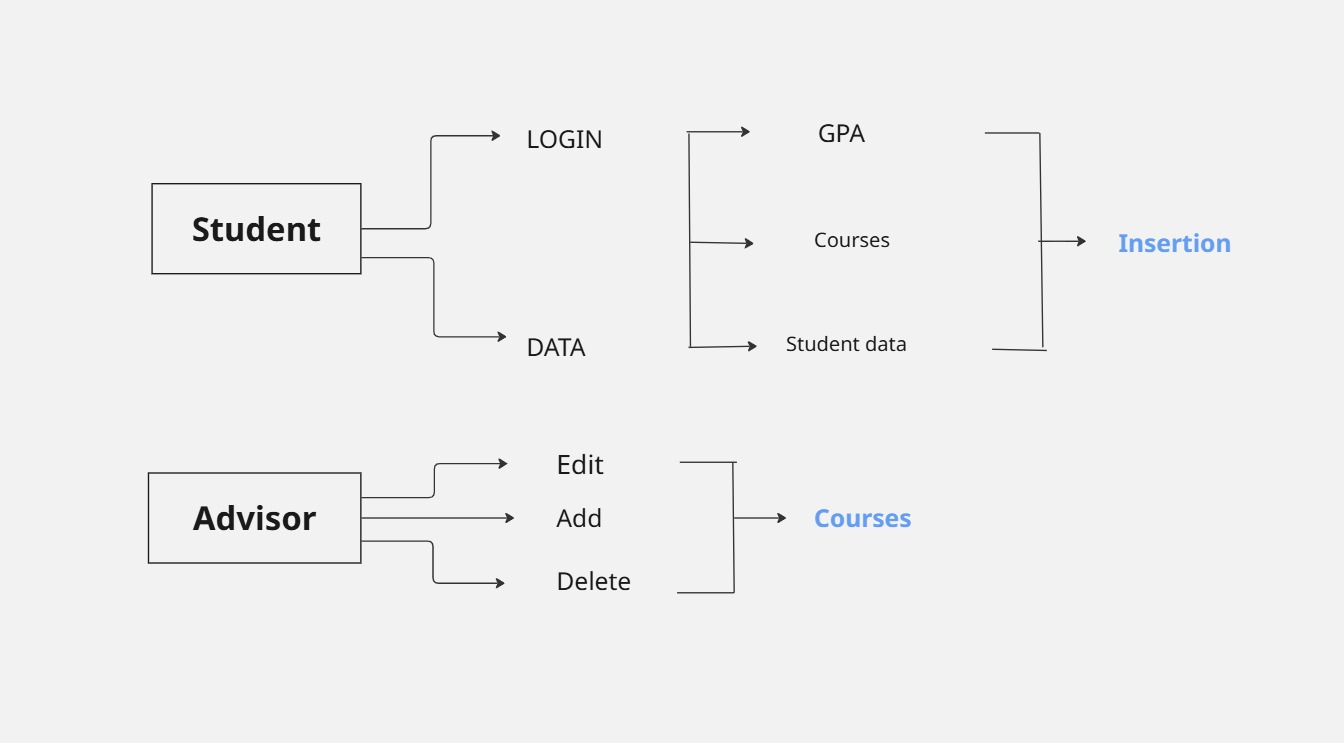 LOGIN
GPA
Student
Courses
Insertion
DATA
Student data
Edit
Advisor
Add
Courses
Delete